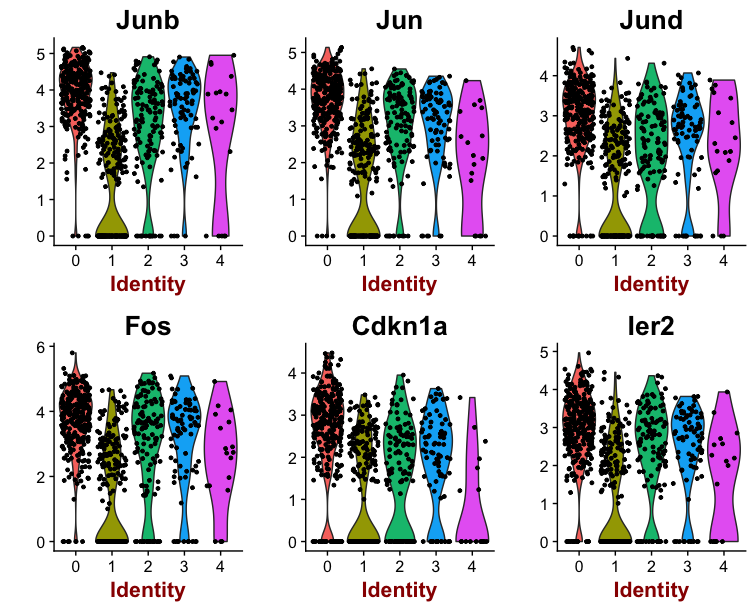 Junb Jun Jund
5 5
4 4 4
3 3 3
2 2 2
1 1 1
0 0 0
0 1 2 3 4 0 1 2 3 4 0 1 2 3 4
Identity Identity Identity
Fos Cdkn1a Ier2
6 5
4 4 4
3 3
2 2 2
1 1
0 0 0
0 1 2 3 4 0 1 2 3 4 0 1 2 3 4
Identity Identity Identity